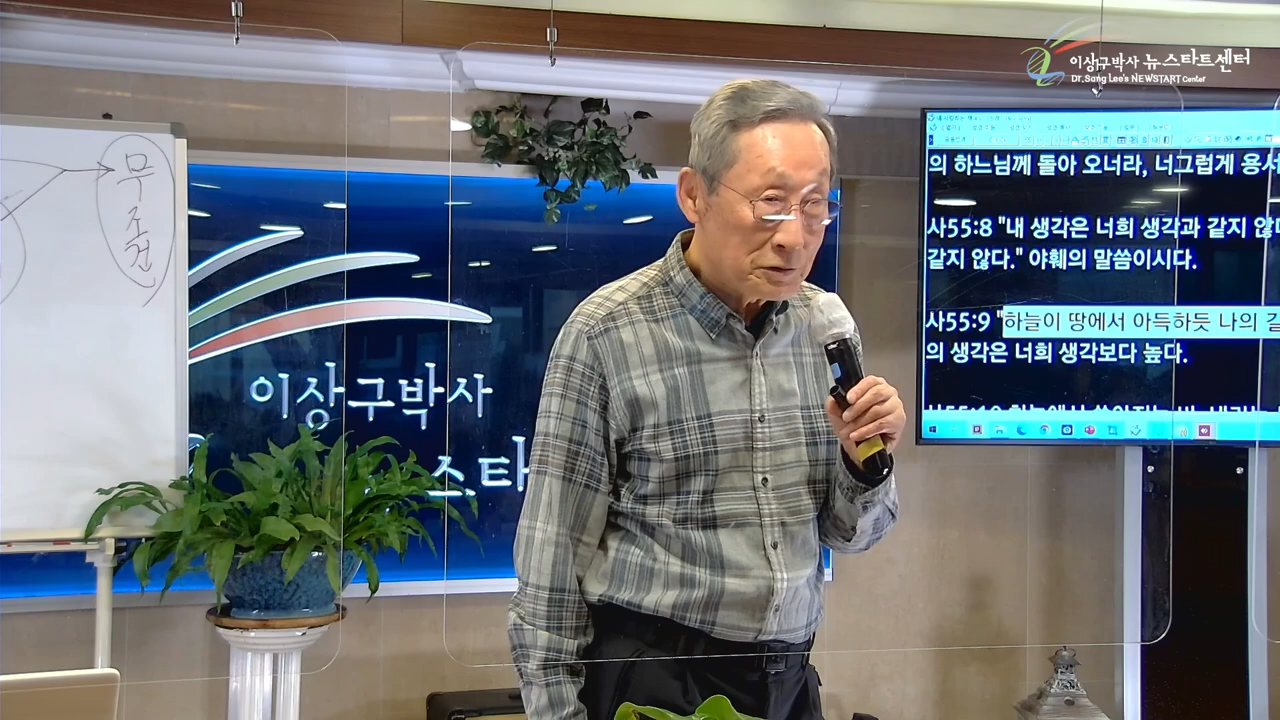 이상구박사 뉴스타트센터
Dr. Sang Lee's NEWSTART Center
무
조
건
이상구박사
스타
의 하느님께 돌아 오너라, 너그럽게 용서
사55:8 "내 생각은 너희 생각과 같지 않다
같지 않다." 야훼의 말씀이시다.
사55:9 "하늘이 땅에서 아득하듯 나의 길
의 생각은 너희 생각보다 높다.